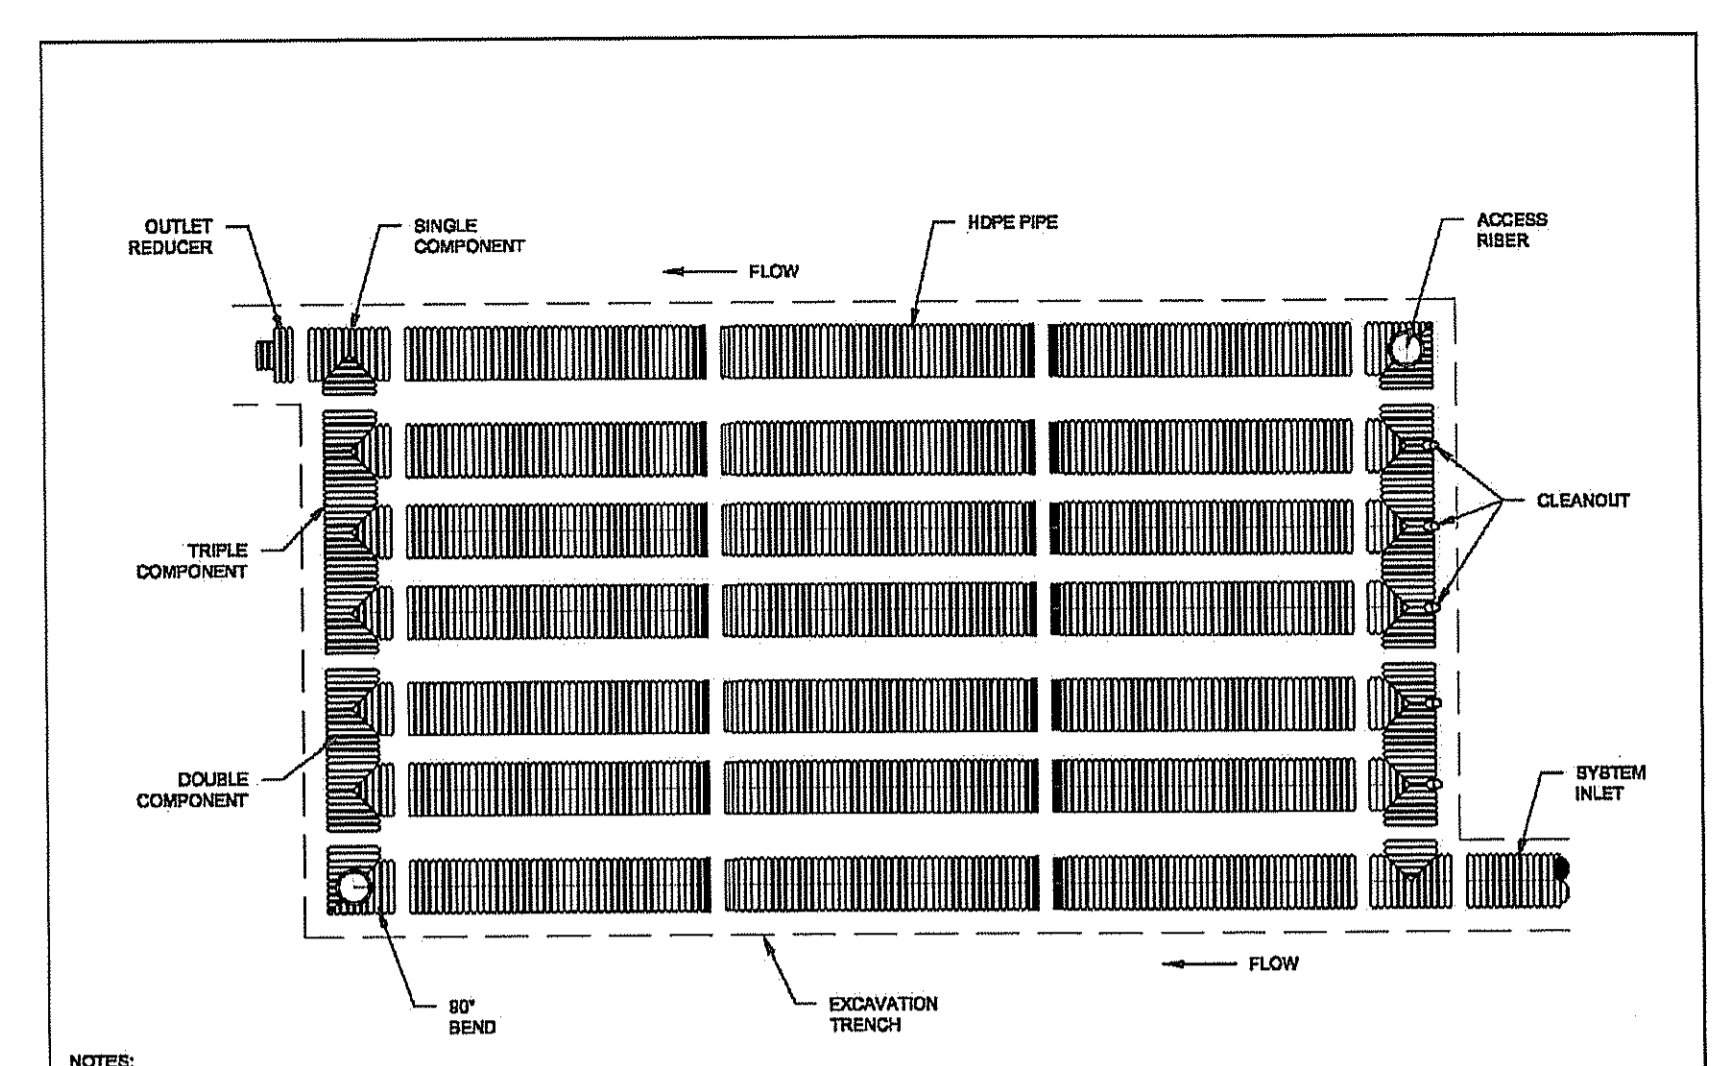 OUTLET
REDUCER
SINGLE
COMPONENT
HDPE PIPE
ACCESS
RISER
FLOW
CLEANOUT
TRIPLE
COMPONENT
DOUBLE
COMPONENT
SYSTEM
INLET
90°
BEND
EXCAVATION
TRENCH
FLOW
NOTES: